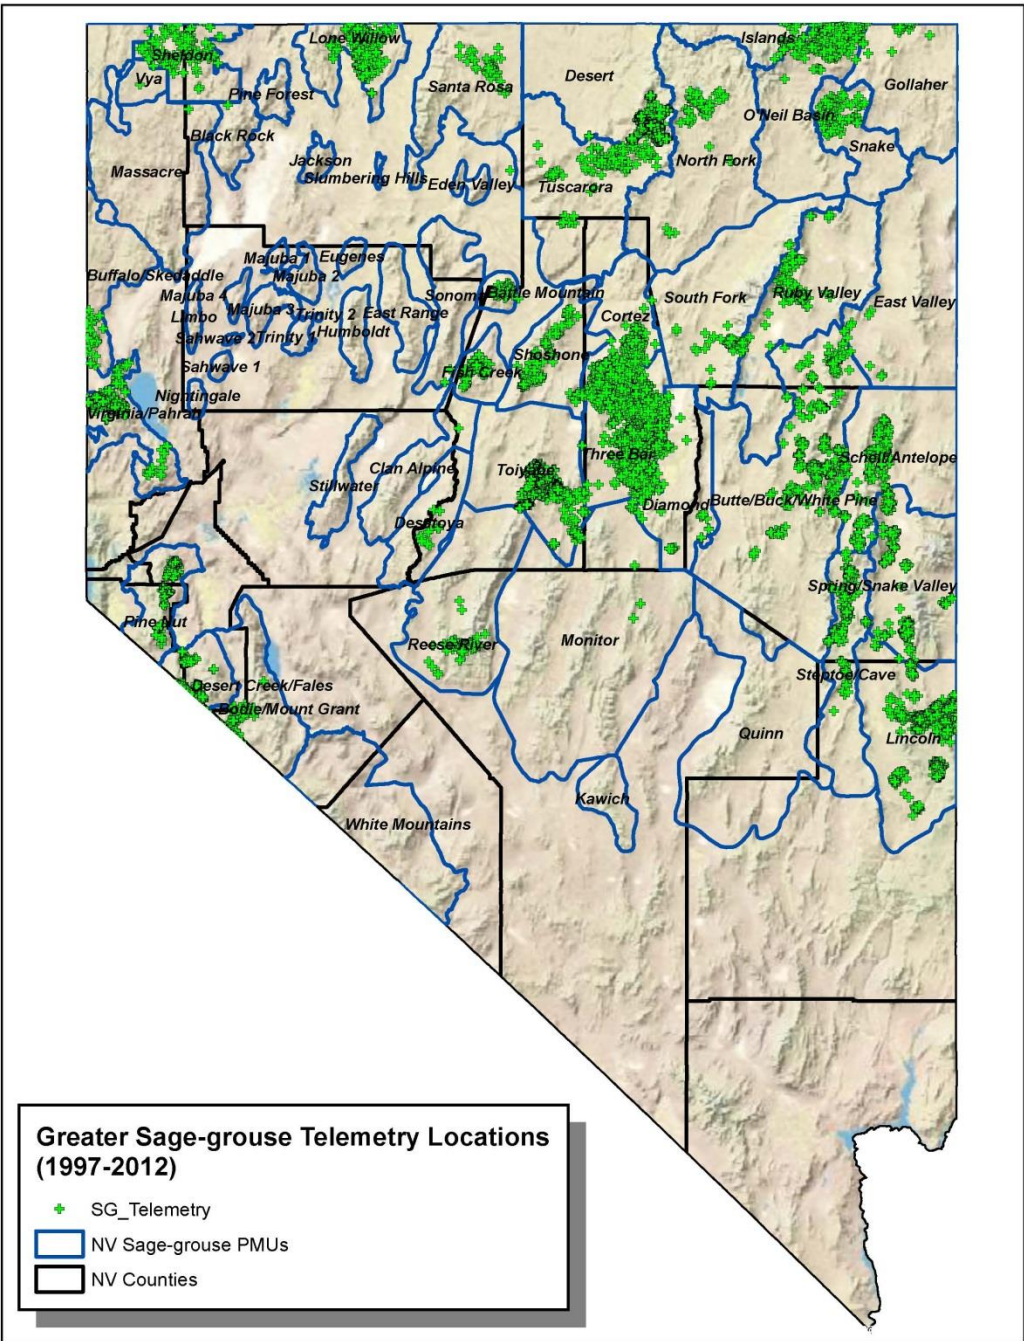 Lone Willow
Islands
Sheldon
Vya
Santa Rosa
Desert
Gollaher
Pine Forest
O'Neil Basin
Black Rock
Snake
Massacre
Jackson
Slumbering Hills
Eden Valley
Tuscarora
North Fork
Buffalo/Skedaddle
Majuba 1
Eugenes
Majuba 2
Majuba 4
Limbo
Majuba 3
Trinity 2
East Range
Sonoma
Battle Mountain
Cortez
South Fork
Ruby Valley
East Valley
Sahwave 2
Trinity 1
Humboldt
Shoshone
Sahwave 1
Fish Creek
Nightingale
Virginia/Pahrah
Clan Alpine
Stillwater
Toiyabe
Three Bar
Schell/Antelope
Desatoya
Diamond
Butte/Buck/White Pine
Spring/Snake Valley
Pine Nut
Reese River
Monitor
Desert Creek/Fales
Bodie/Mount Grant
Steptoe/Cave
Quinn
Lincoln
Kawich
White Mountains
Greater Sage-grouse Telemetry Locations
(1997-2012)
SG_Telemetry
NV Sage-grouse PMUs
NV Counties